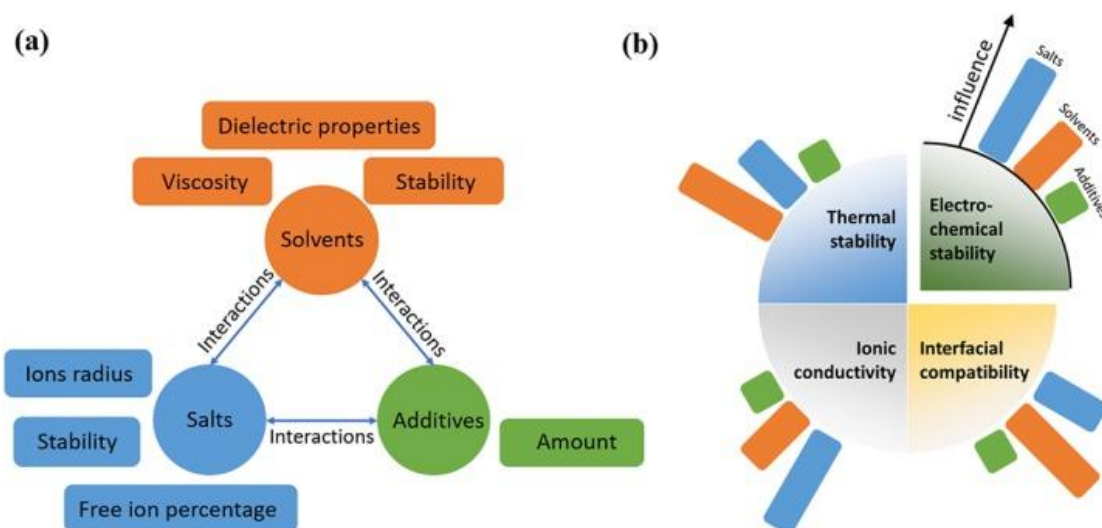 (a)
Dielectric properties
Viscosity
Stability
Solvents
Interactions
Interactions
Ions radius
Salts
Stability
Interactions
Additives
Amount
Free ion percentage
(b)
influence
Salts
Solvents
Additives
Thermal
stability
Electro-
chemical
stability
Ionic
conductivity
Interfacial
compatibility